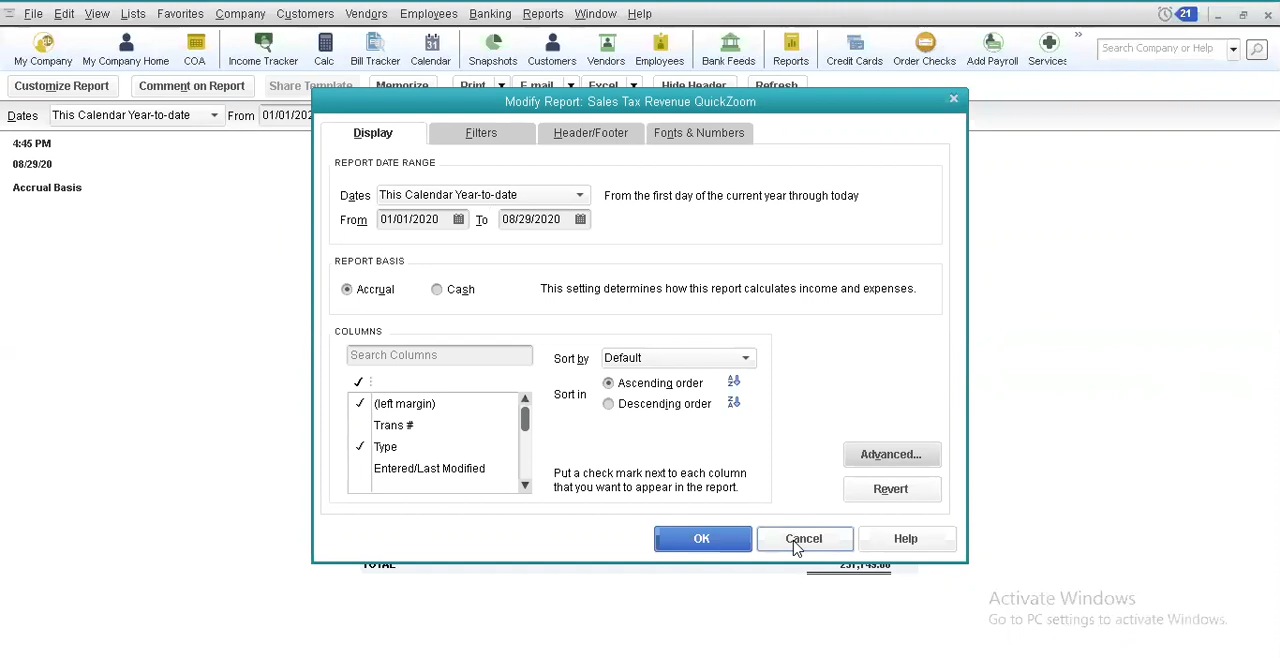 File Edit View Lists Favorites Company Customers Vendors Employees Banking Reports Window Help 21
My Company My Company Home COA Income Tracker Calc Bill Tracker Calendar Snapshots Customers Vendors Employees Bank Feeds Reports Credit Cards Order Checks Add Payroll Services » Search Company or Help
31
Customize Report Comment on Report Share Template Memorize Print E-mail Excel Hide Header Refresh
Modify Report: Sales Tax Revenue QuickZoom
Dates This Calendar Year-to-date From 01/01/202
4:45 PM
08/29/20
Accrual Basis
Display Filters Header/Footer Fonts & Numbers
REPORT DATE RANGE
Dates This Calendar Year-to-date From the first day of the current year through today
From 01/01/2020 To 08/29/2020
REPORT BASIS
Accrual Cash This setting determines how this report calculates income and expenses.
COLUMNS
Search Columns
Sort by Default
Sort in Ascending order
Descending order
(left margin)
Trans #
Type
Entered/Last Modified
Put a check mark next to each column
that you want to appear in the report.
Advanced...
Revert
OK Cancel Help
TOTAL
Activate Windows
Go to PC settings to activate Windows.